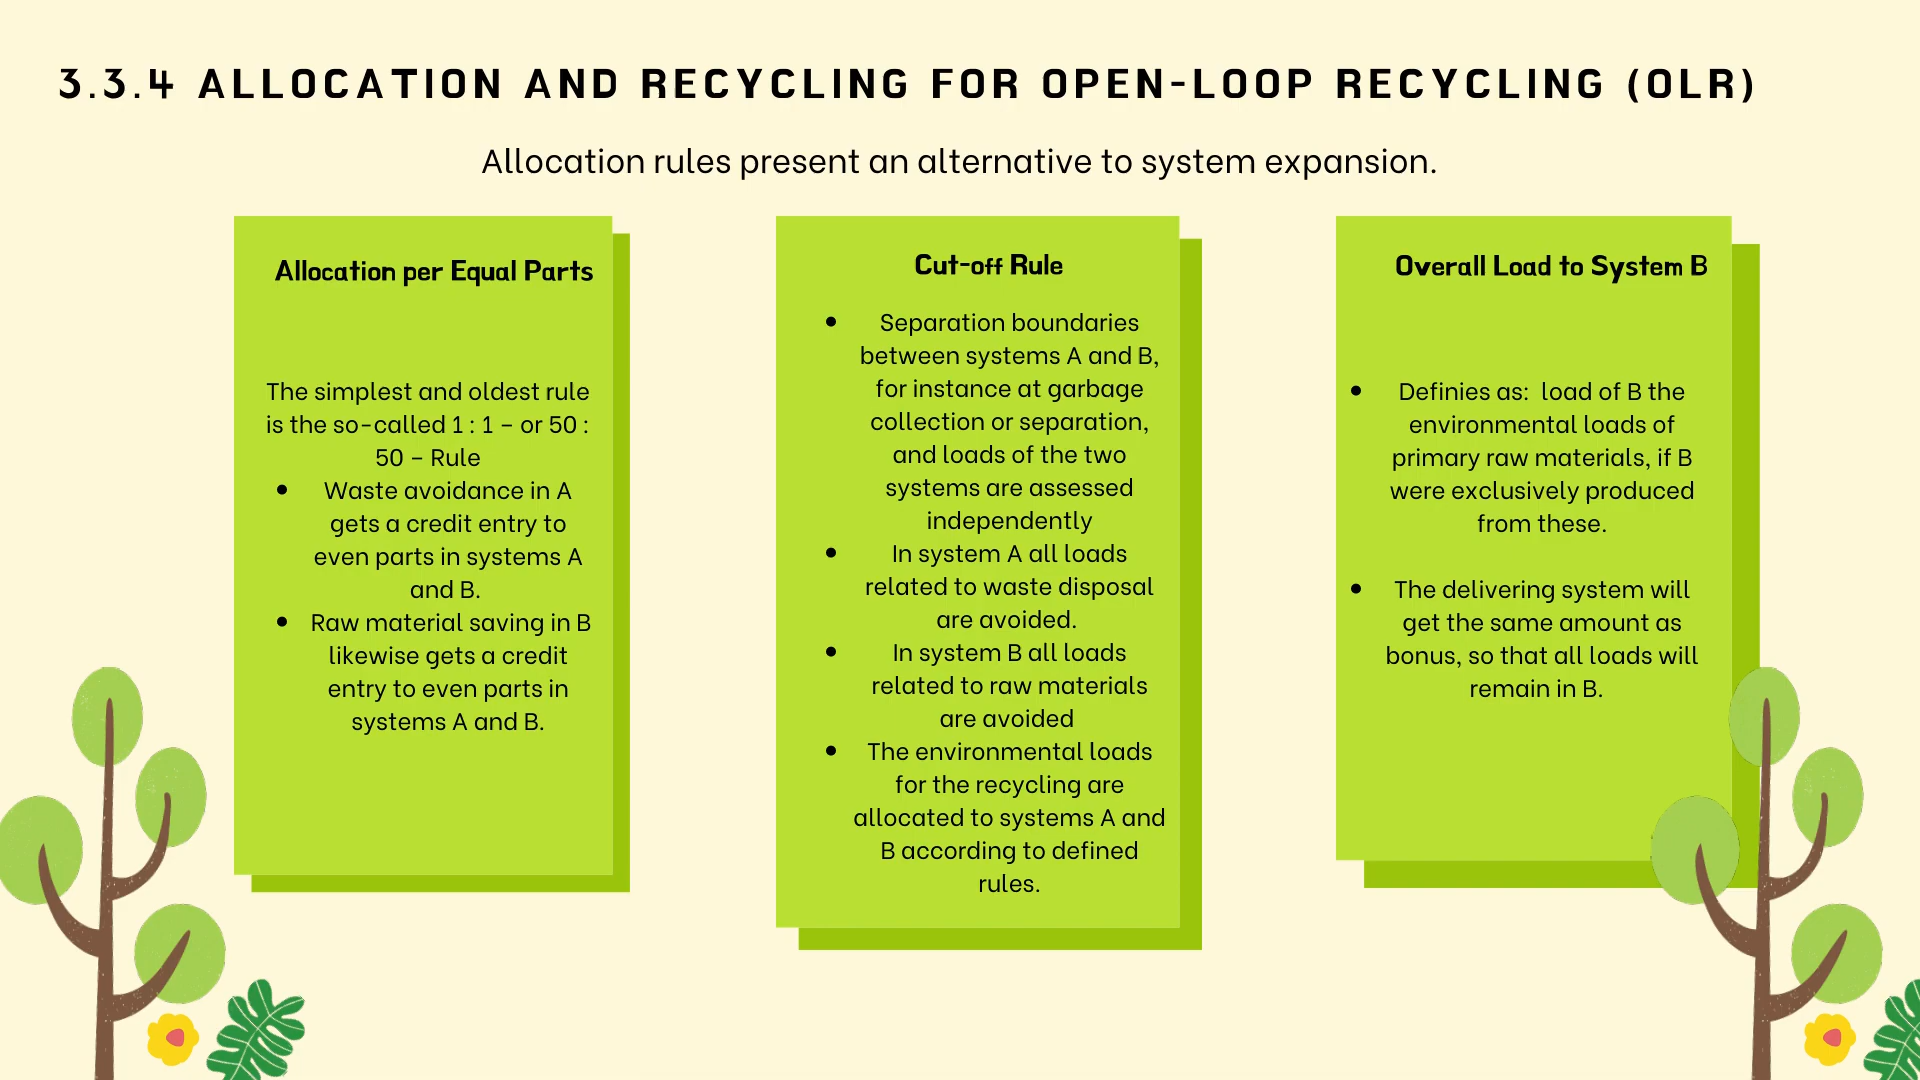 3.3.4 ALLOCATION AND RECYCLING FOR OPEN-LOOP RECYCLING (OLR)
Allocation rules present an alternative to system expansion.
Allocation per Equal Parts
The simplest and oldest rule
is the so-called 1 : 1 – or 50 :
50 – Rule
• Waste avoidance in A
gets a credit entry to
even parts in systems A
and B.
• Raw material saving in B
likewise gets a credit
entry to even parts in
systems A and B.
Cut-off Rule
• Separation boundaries
between systems A and B,
for instance at garbage
collection or separation,
and loads of the two
systems are assessed
independently
• In system A all loads
related to waste disposal
are avoided.
• In system B all loads
related to raw materials
are avoided
• The environmental loads
for the recycling are
allocated to systems A and
B according to defined
rules.
Overall Load to System B
• Definies as: load of B the
environmental loads of
primary raw materials, if B
were exclusively produced
from these.
• The delivering system will
get the same amount as
bonus, so that all loads will
remain in B.